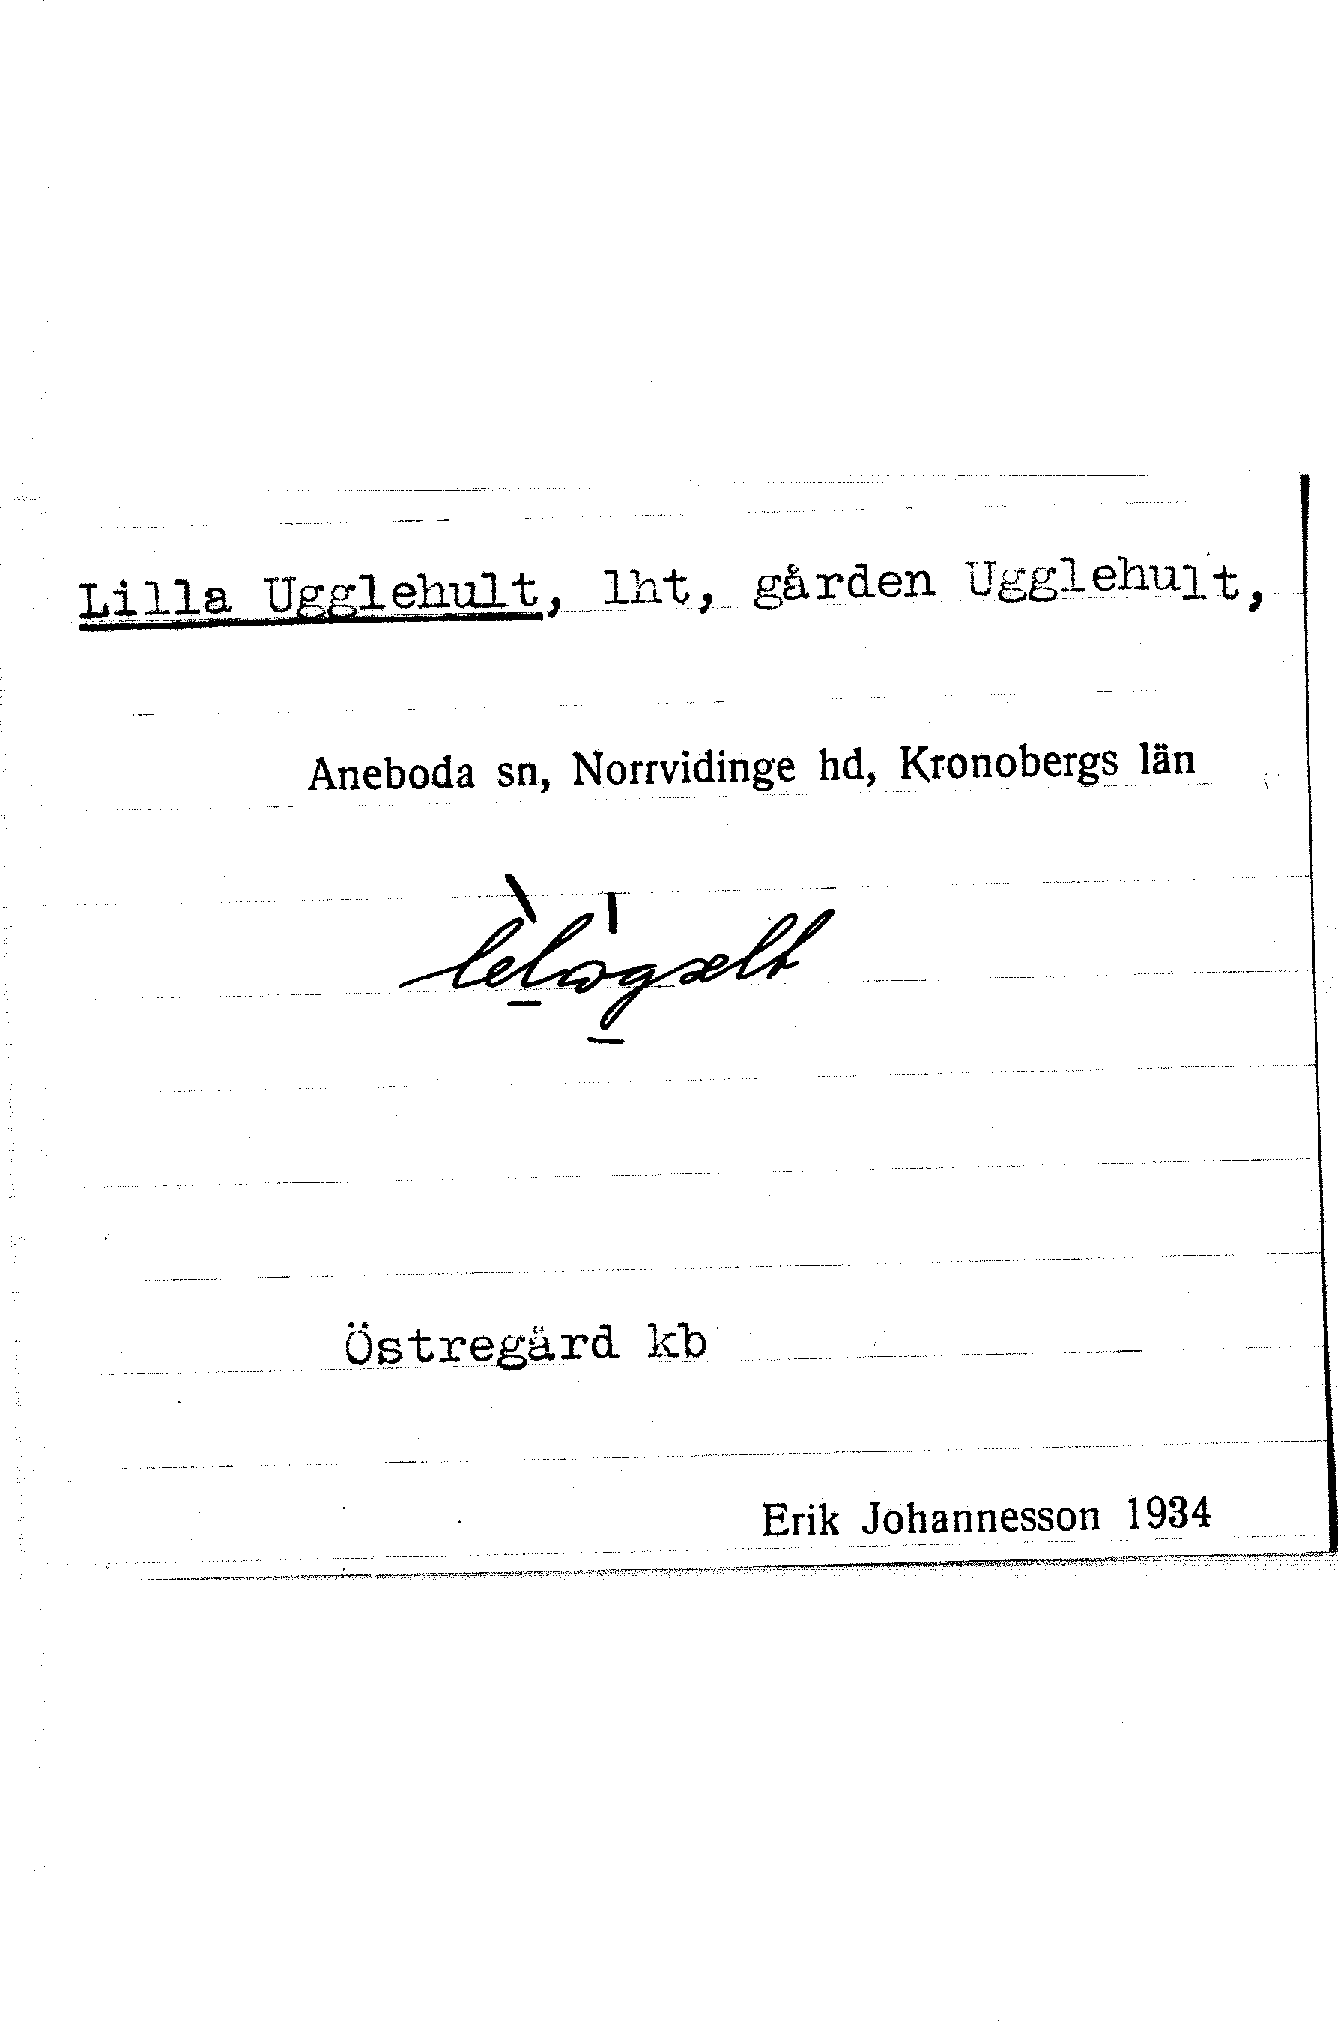 Lilla Ugglehult, lht, gården Ugglehult,
Aneboda sn, Norrvidinge hd, Kronobergs län
Östregård kb
Erik Johannesson 1934